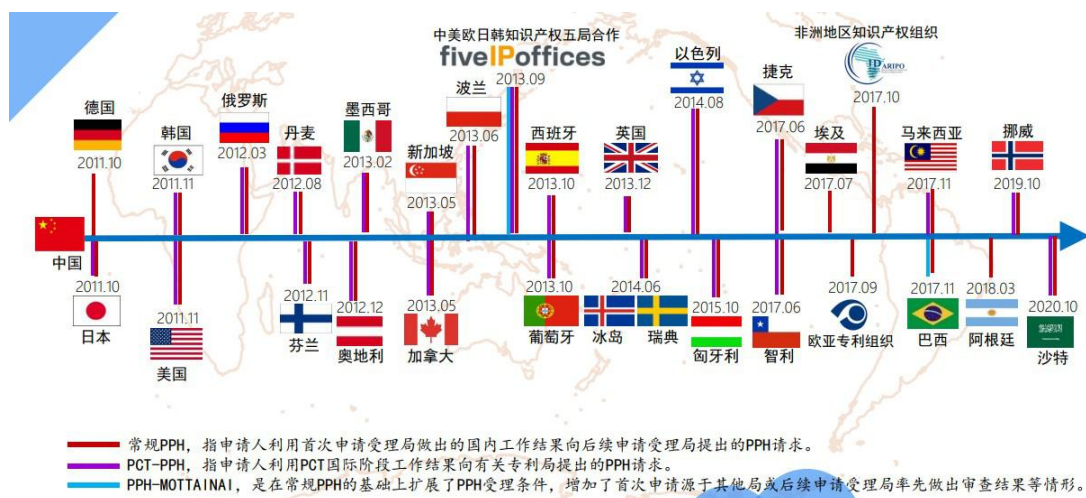 中美欧日韩知识产权五局合作
fiveIPoffices
2013.09
非洲地区知识产权组织
ARIPO
2017.10
中国
德国
2011.10
韩国
2011.11
俄罗斯
2012.03
丹麦
2012.08
墨西哥
2013.02
新加坡
2013.05
波兰
2013.06
西班牙
2013.10
英国
2013.12
以色列
2014.08
捷克
2017.06
埃及
2017.07
马来西亚
2017.11
挪威
2019.10
2011.10
日本
2011.11
美国
2012.11
芬兰
2012.12
奥地利
2013.05
加拿大
2013.10
葡萄牙
2014.06
冰岛
瑞典
2015.10
匈牙利
2017.06
智利
2017.09
欧亚专利组织
2017.11
巴西
2018.03
阿根廷
2020.10
沙特
常规PPH，指申请人利用首次申请受理局做出的国内工作结果向后续申请受理局提出的PPH请求。
PCT-PPH，指申请人利用PCT国际阶段工作结果向有关专利局提出的PPH请求。
PPH-MOTTAINAI，是在常规PPH的基础上扩展了PPH受理条件，增加了首次申请源于其他局或后续申请受理局率先做出审查结果等情形。